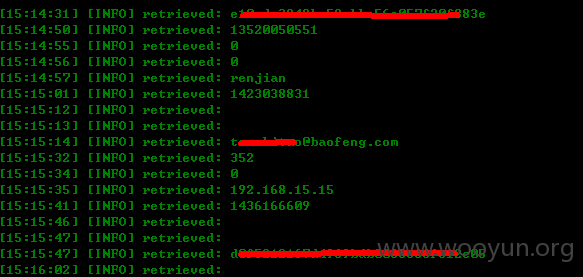 [15:14:31] [INFO] retrieved:
[15:14:50] [INFO] retrieved: 13520050551
[15:14:55] [INFO] retrieved: 0
[15:14:56] [INFO] retrieved: 0
[15:14:57] [INFO] retrieved: renjian
[15:15:01] [INFO] retrieved: 1423038831
[15:15:12] [INFO] retrieved:
[15:15:13] [INFO] retrieved:
[15:15:14] [INFO] retrieved: @baofeng.com
[15:15:32] [INFO] retrieved: 352
[15:15:34] [INFO] retrieved: 0
[15:15:35] [INFO] retrieved: 192.168.15.15
[15:15:41] [INFO] retrieved: 1436166609
[15:15:46] [INFO] retrieved:
[15:15:47] [INFO] retrieved:
[15:15:47] [INFO] retrieved:
[15:16:02] [INFO] retrieved:
www.wooyun.org